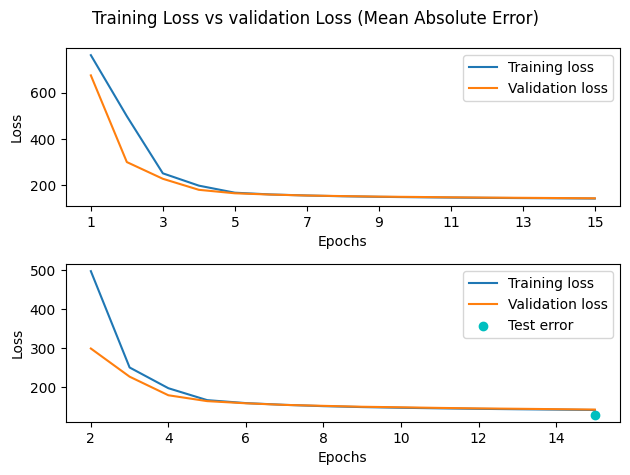 Training Loss vs validation Loss (Mean Absolute Error)
600
400
200
Loss
Training loss
Validation loss
1 3 5 7 9 11 13 15
Epochs
500
400
300
200
Loss
Training loss
Validation loss
Test error
2 4 6 8 10 12 14
Epochs